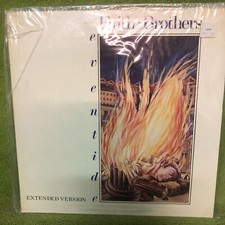 Faith Brothers
eventide
EXTENDED VERSION